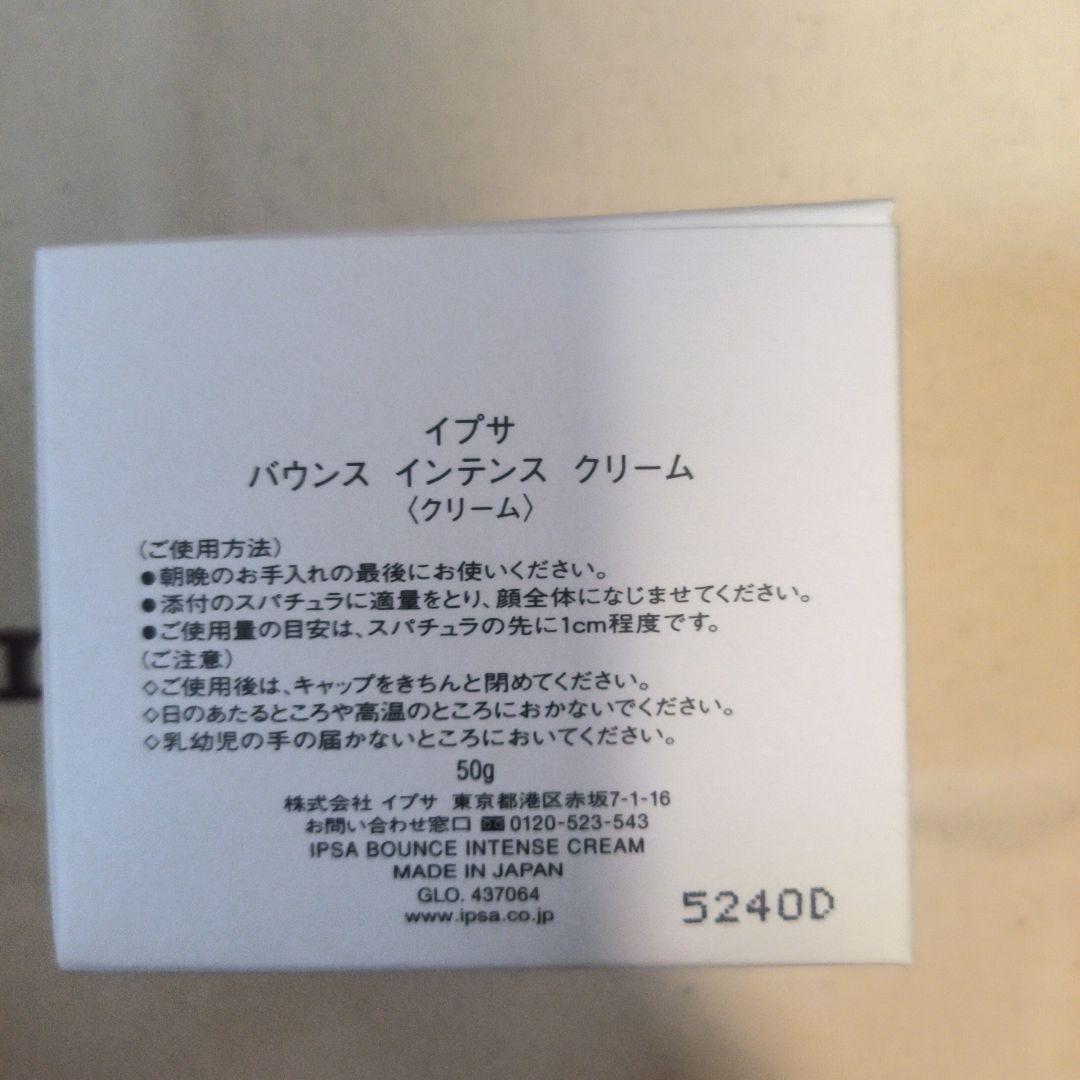 イプサ
バウンス インテンス クリーム
〈クリーム〉
(ご使用方法)
●朝晩のお手入れの最後にお使いください。
●添付のスパチュラに適量をとり、顔全体になじませてください。
●ご使用量の目安は、スパチュラの先に1cm程度です。
(ご注意)
◇ご使用後は、キャップをきちんと閉めてください。
◇日のあたるところや高温のところにおかないでください。
◇乳幼児の手の届かないところにおいてください。
50g
株式会社 イプサ 東京都港区赤坂7-1-16
お問い合わせ窓口 0120-523-543
IPSA BOUNCE INTENSE CREAM
MADE IN JAPAN
GLO. 437064
www.ipsa.co.jp
5240D